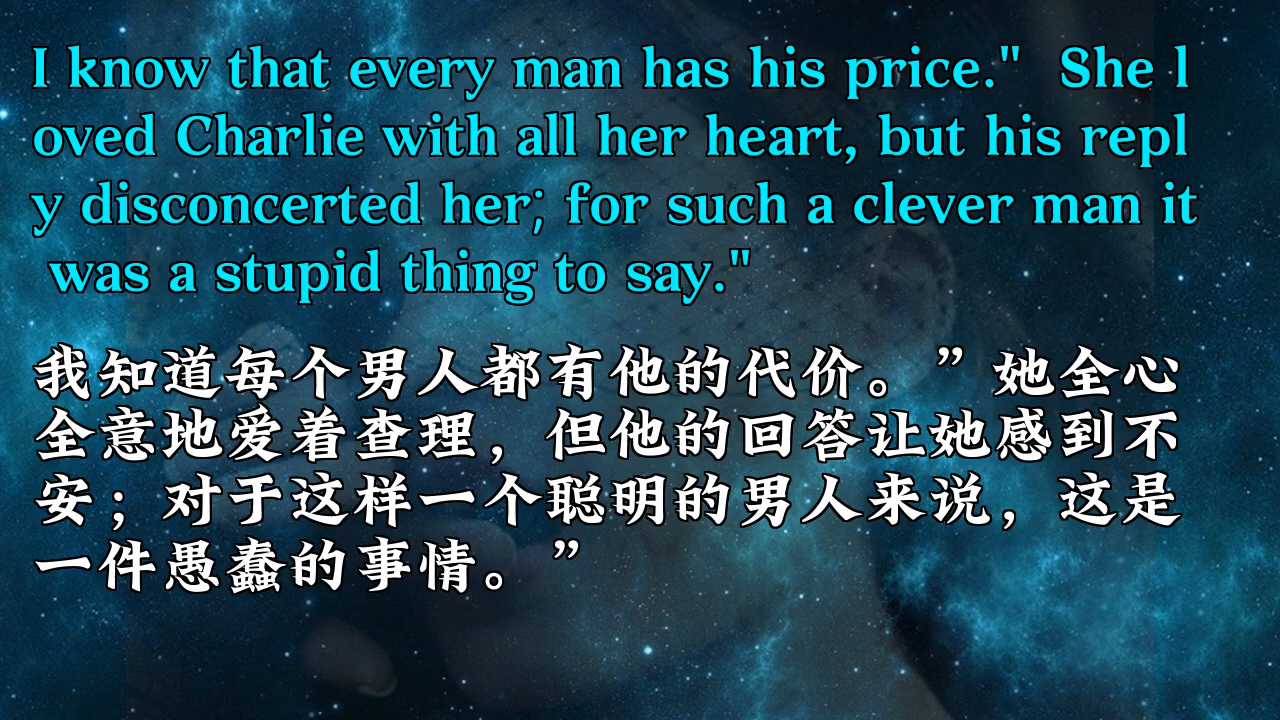 I know that every man has his price."  She l
oved Charlie with all her heart, but his repl
y disconcerted her; for such a clever man it
 was a stupid thing to say."
我知道每个男人都有他的代价。”她全心
全意地爱着查理，但他的回答让她感到不
安；对于这样一个聪明的男人来说，这是
一件愚蠢的事情。”